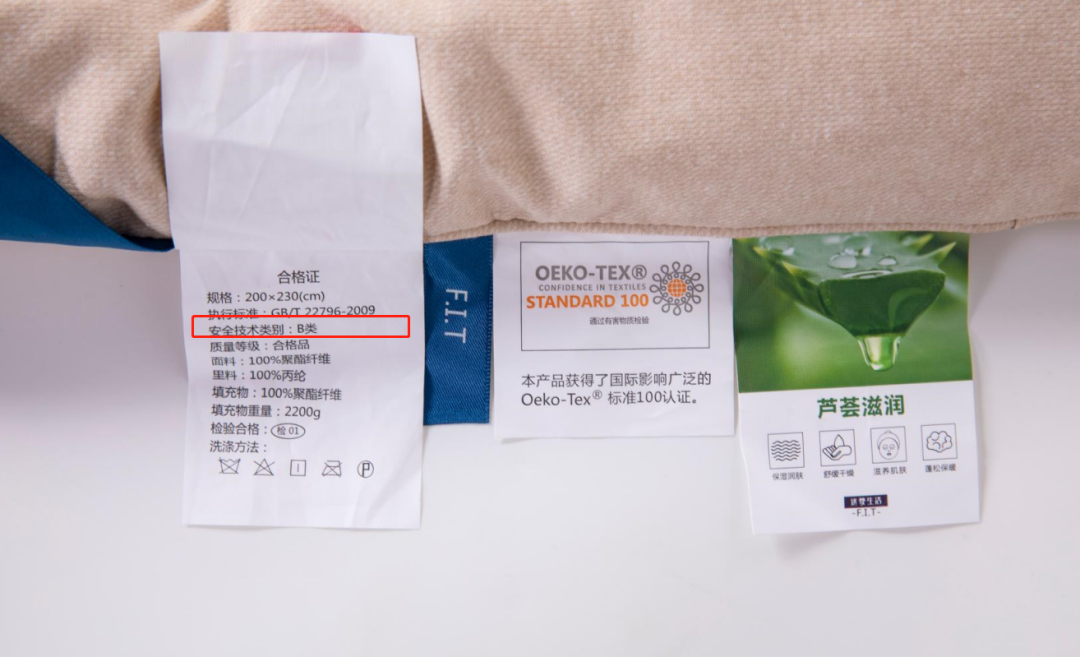 合格证
规格：200×230(cm)
执行标准：GB/T 22796-2009
安全技术类别：B类
质量等级：合格品
面料：100%聚酯纤维
里料：100%丙纶
填充物：100%聚酯纤维
填充物重量：2200g
检验合格：检 01
洗涤方法：
P
F.I.T
OEKO-TEX®
CONFIDENCE IN TEXTILES
STANDARD 100
通过有害物质检验
本产品获得了国际影响广泛的
Oeko-Tex® 标准100认证。
芦荟滋润
保湿润肤 舒缓干燥 滋养肌肤 蓬松保暖
-F.I.T-